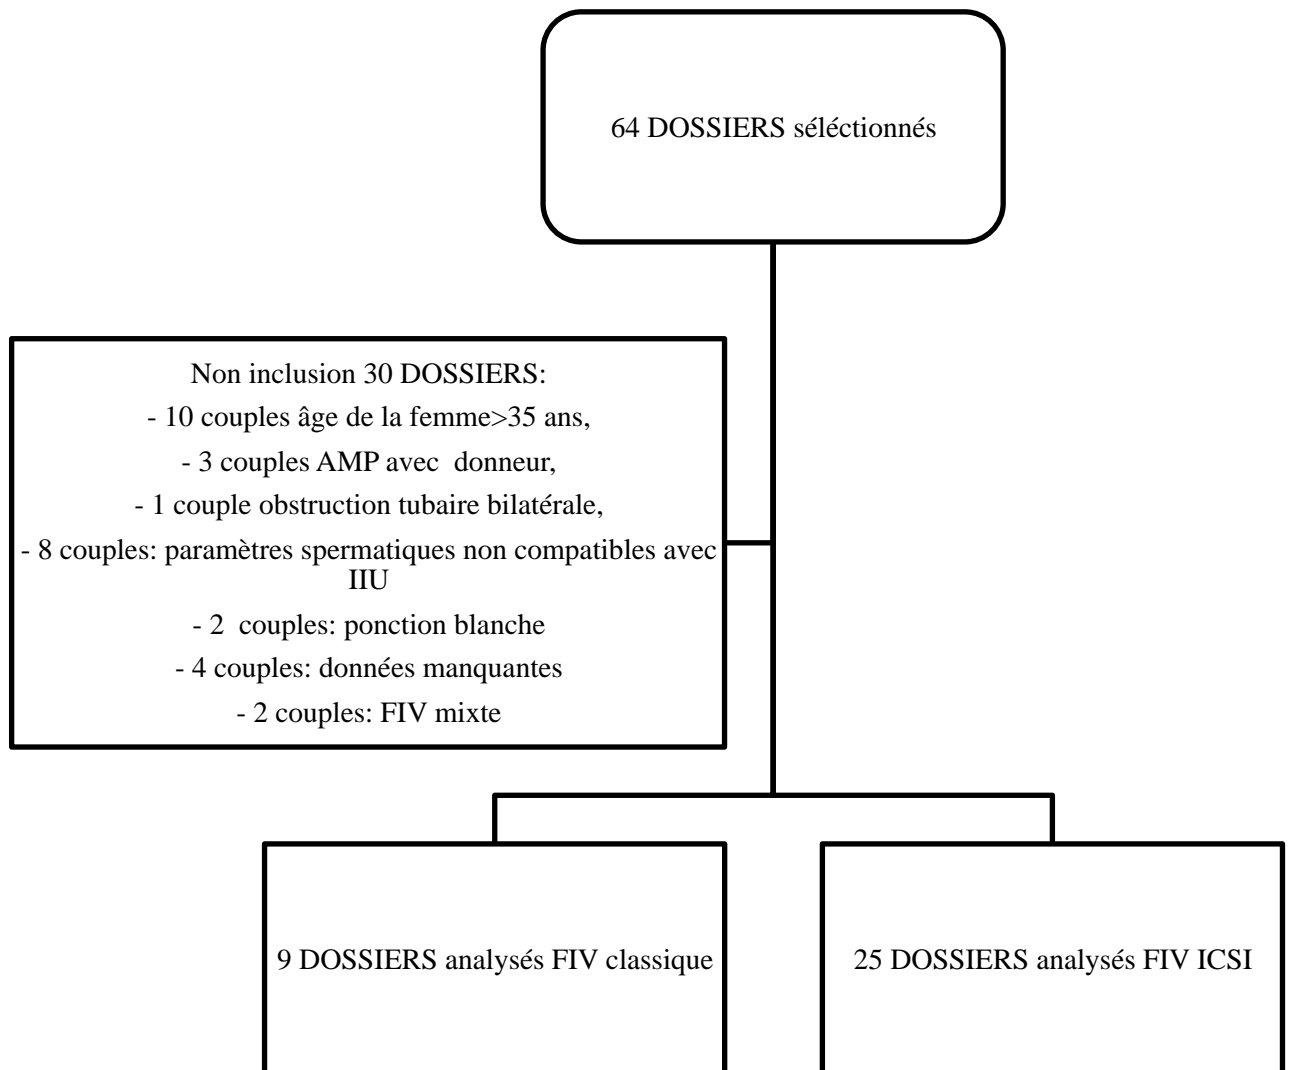 64 DOSSIERS séléctionnés
Non inclusion 30 DOSSIERS:
- 10 couples âge de la femme>35 ans,
- 3 couples AMP avec  donneur,
- 1 couple obstruction tubaire bilatérale,
- 8 couples: paramètres spermatiques non compatibles avec
IIU
- 2  couples: ponction blanche
- 4 couples: données manquantes
- 2 couples: FIV mixte
9 DOSSIERS analysés FIV classique
25 DOSSIERS analysés FIV ICSI